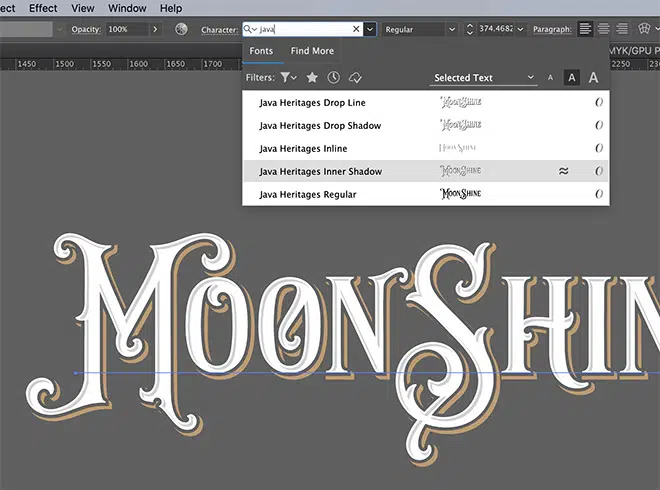 ect Effect View Window Help
Opacity: 100% Character: java Regular 374.4682 Paragraph:
Fonts Find More MYK/GPU P
1450 1500 1550 1600 1650 1700
Filters: Selected Text A A A
Java Heritages Drop Line MOONSHINE
Java Heritages Drop Shadow MOONSHINE
Java Heritages Inline MOONSHINE
Java Heritages Inner Shadow MOONSHINE
Java Heritages Regular MOONSHINE
MOONSHIN